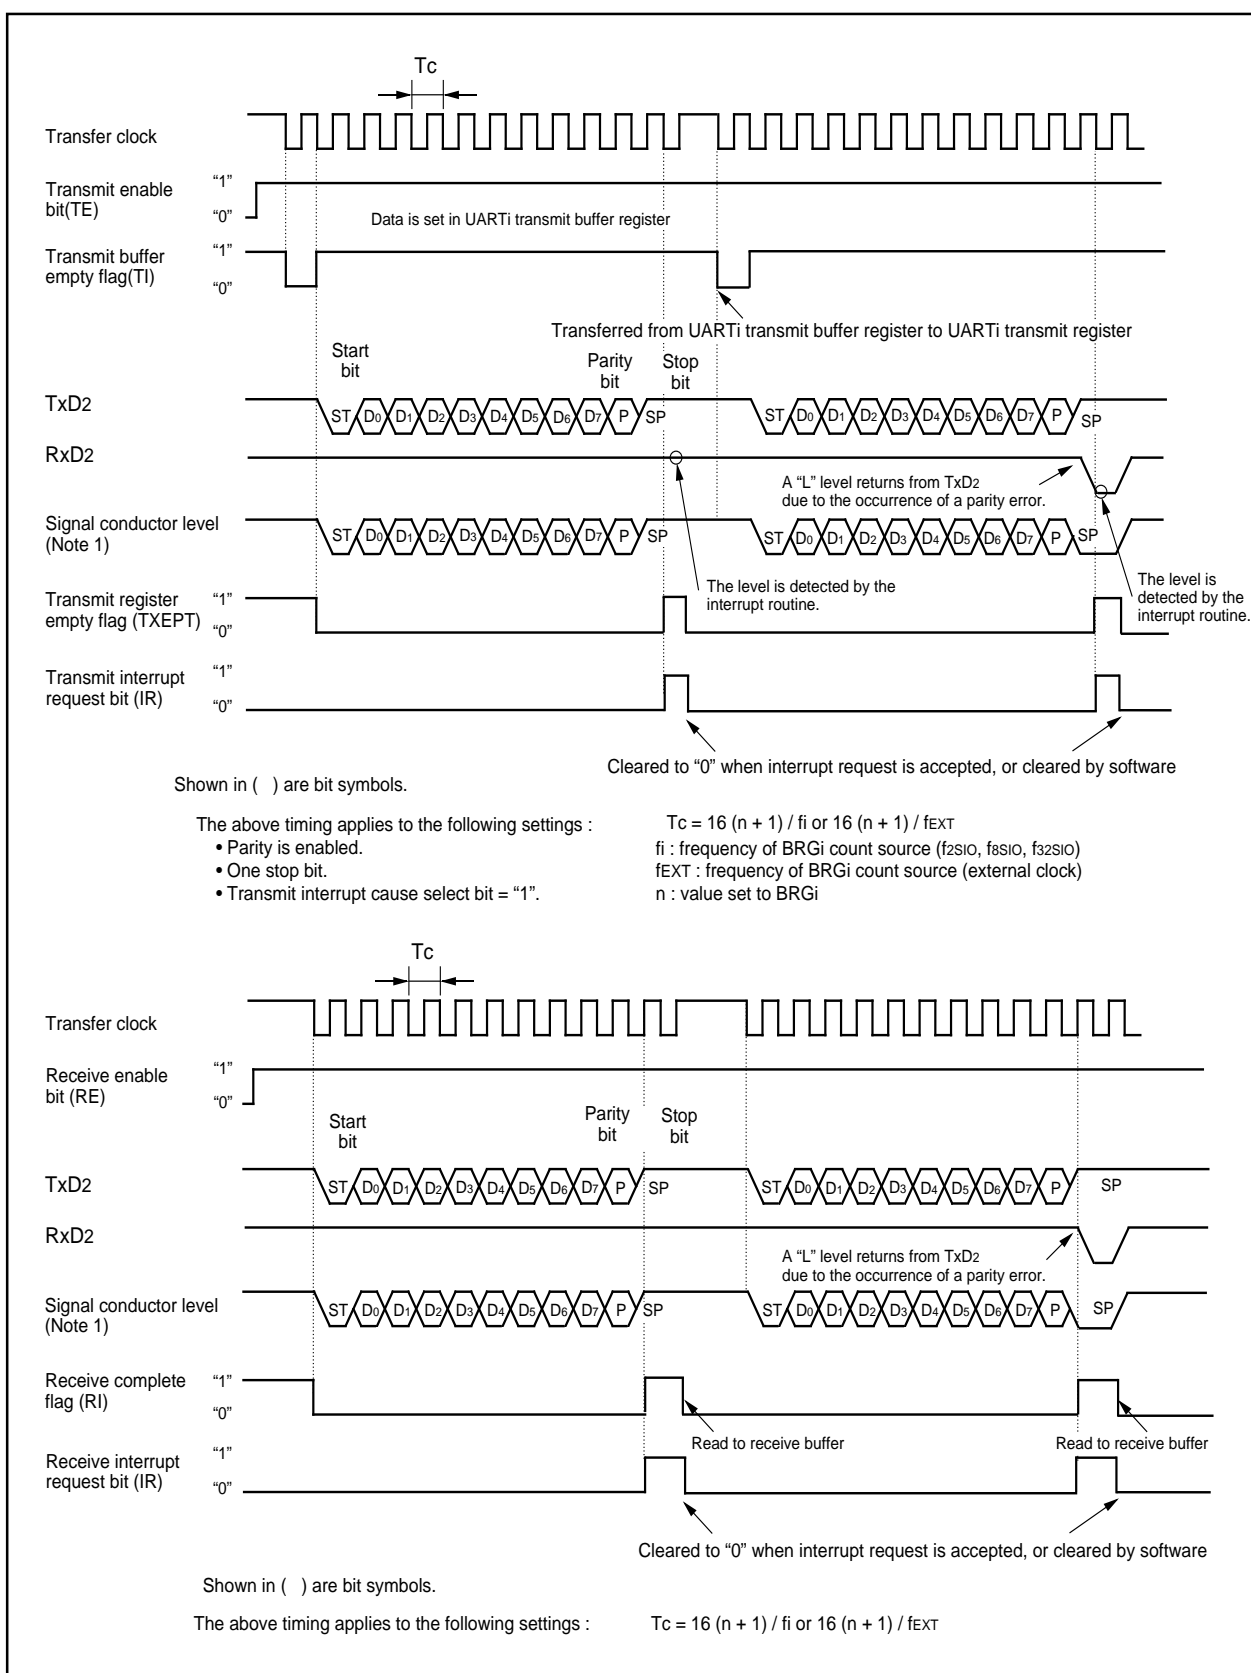 Tc
Transfer clock
Transmit enable
bit(TE)
“1”
“0”
Data is set in UARTi transmit buffer register
Transmit buffer
empty flag(TI)
“1”
“0”
Transferred from UARTi transmit buffer register to UARTi transmit register
Start
bit
Parity
bit
Stop
bit
TxD2
ST D0 D1 D2 D3 D4 D5 D6 D7 P SP
ST D0 D1 D2 D3 D4 D5 D6 D7 P SP
RxD2
A “L” level returns from TxD2
due to the occurrence of a parity error.
Signal conductor level
(Note 1)
ST D0 D1 D2 D3 D4 D5 D6 D7 P SP
ST D0 D1 D2 D3 D4 D5 D6 D7 P SP
The level is detected by the
interrupt routine.
The level is
detected by the
interrupt routine.
Transmit register
empty flag (TXEPT)
“1”
“0”
Transmit interrupt
request bit (IR)
“1”
“0”
Cleared to “0” when interrupt request is accepted, or cleared by software
Shown in ( ) are bit symbols.
The above timing applies to the following settings :
• Parity is enabled.
• One stop bit.
• Transmit interrupt cause select bit = “1”.
Tc = 16 (n + 1) / fi or 16 (n + 1) / fEXT
fi : frequency of BRGi count source (f2SIO, f8SIO, f32SIO)
fEXT : frequency of BRGi count source (external clock)
n : value set to BRGi
Tc
Transfer clock
Receive enable
bit (RE)
“1”
“0”
Start
bit
Parity
bit
Stop
bit
TxD2
ST D0 D1 D2 D3 D4 D5 D6 D7 P SP
ST D0 D1 D2 D3 D4 D5 D6 D7 P SP
RxD2
A “L” level returns from TxD2
due to the occurrence of a parity error.
Signal conductor level
(Note 1)
ST D0 D1 D2 D3 D4 D5 D6 D7 P SP
ST D0 D1 D2 D3 D4 D5 D6 D7 P SP
Receive complete
flag (RI)
“1”
“0”
Read to receive buffer
Read to receive buffer
Receive interrupt
request bit (IR)
“1”
“0”
Cleared to “0” when interrupt request is accepted, or cleared by software
Shown in ( ) are bit symbols.
The above timing applies to the following settings :
Tc = 16 (n + 1) / fi or 16 (n + 1) / fEXT